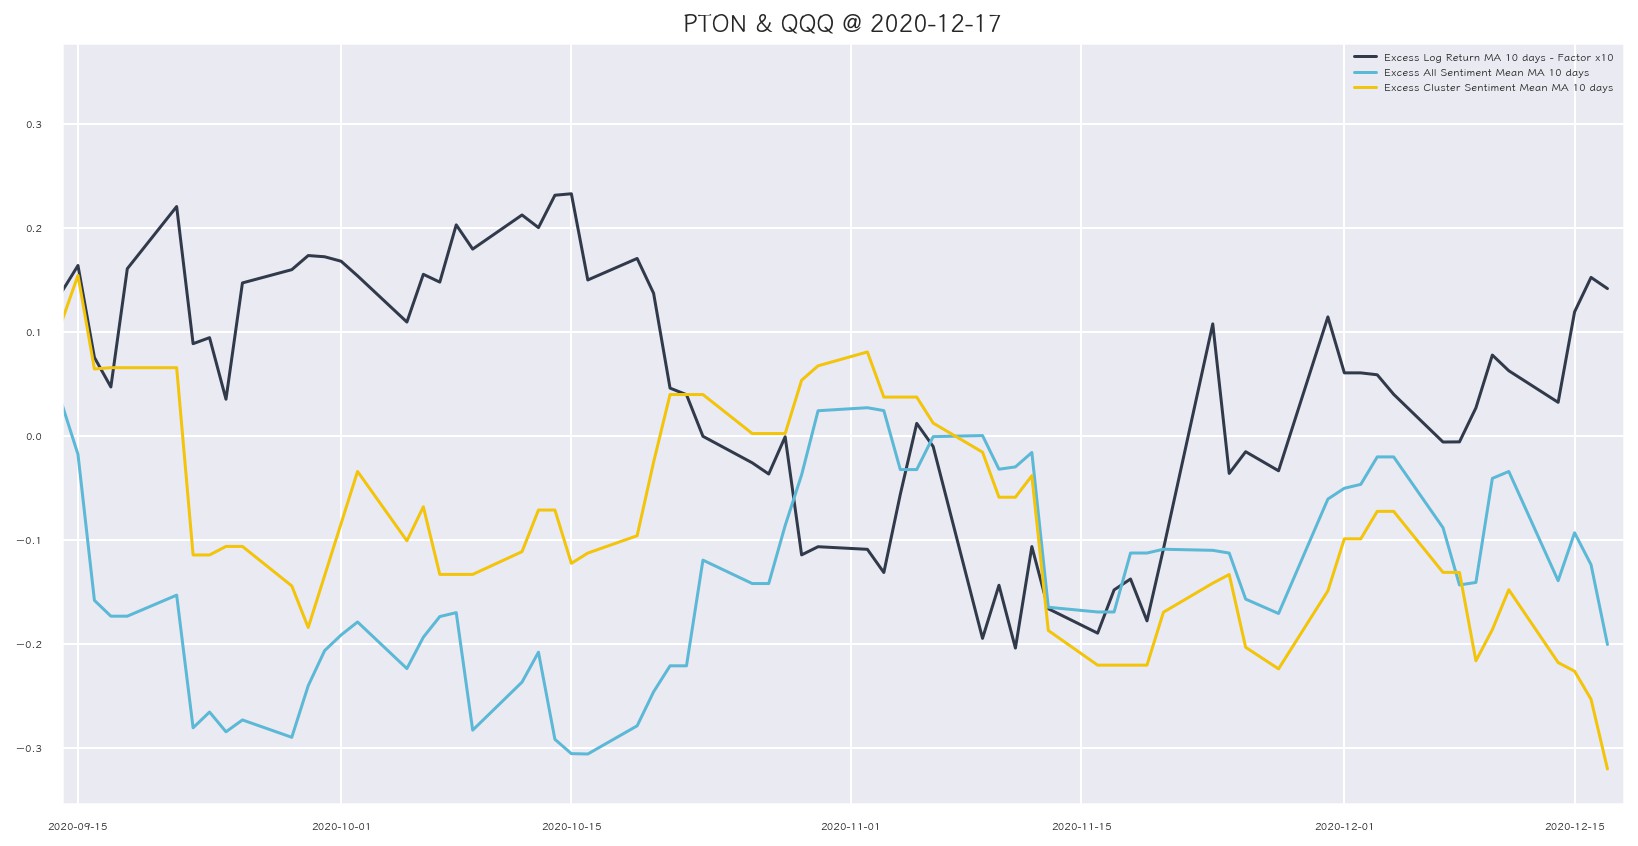 PTON & QQQ @ 2020-12-17
Excess Log Return MA 10 days - Factor x10
Excess All Sentiment Mean MA 10 days
Excess Cluster Sentiment Mean MA 10 days
0.3
0.2
0.1
0.0
−0.1
−0.2
−0.3
2020-09-15 2020-10-01 2020-10-15 2020-11-01 2020-11-15 2020-12-01 2020-12-15